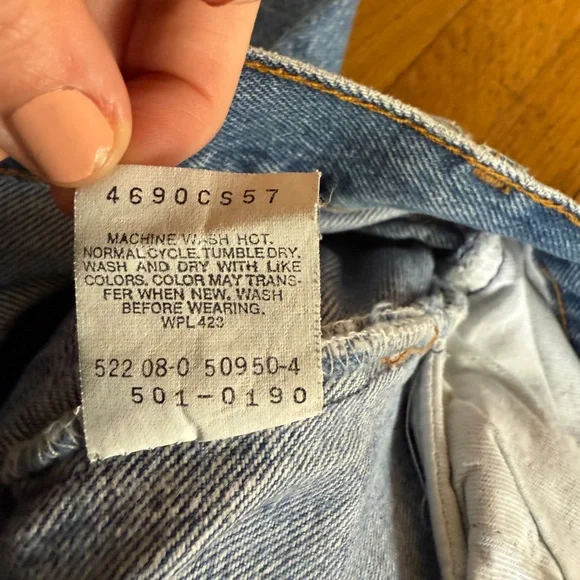 4690CS57
MACHINE WASH HOT.
NORMAL CYCLE. TUMBLE DRY.
WASH AND DRY WITH LIKE
COLORS. COLOR MAY TRANS-
FER WHEN NEW. WASH
BEFORE WEARING.
WPL 423
522 08-0 50950-4
501-0190